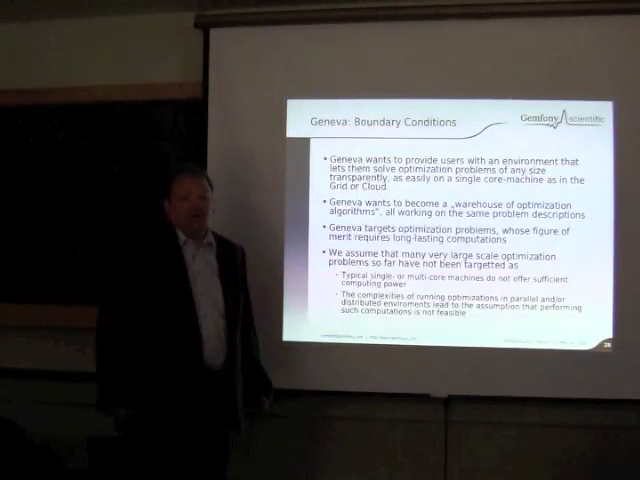 Geneva: Boundary Conditions
Gemfony scientific
• Geneva wants to provide users with an environment that
lets them solve optimization problems of any size
transparently, as easily on a single core-machine as in the
Grid or Cloud.
• Geneva wants to become a „warehouse of optimization
algorithms“, all working on the same problem descriptions
• Geneva targets optimization problems, whose figure of
merit requires long-lasting computations
• We assume that many very large scale optimization
problems so far have not been targetted as
Typical single- or multi-core machines do not offer sufficient
computing power
The complexities of running optimizations in parallel and/or
distributed enviroments lead to the assumption that performing
such computations is not feasible
28